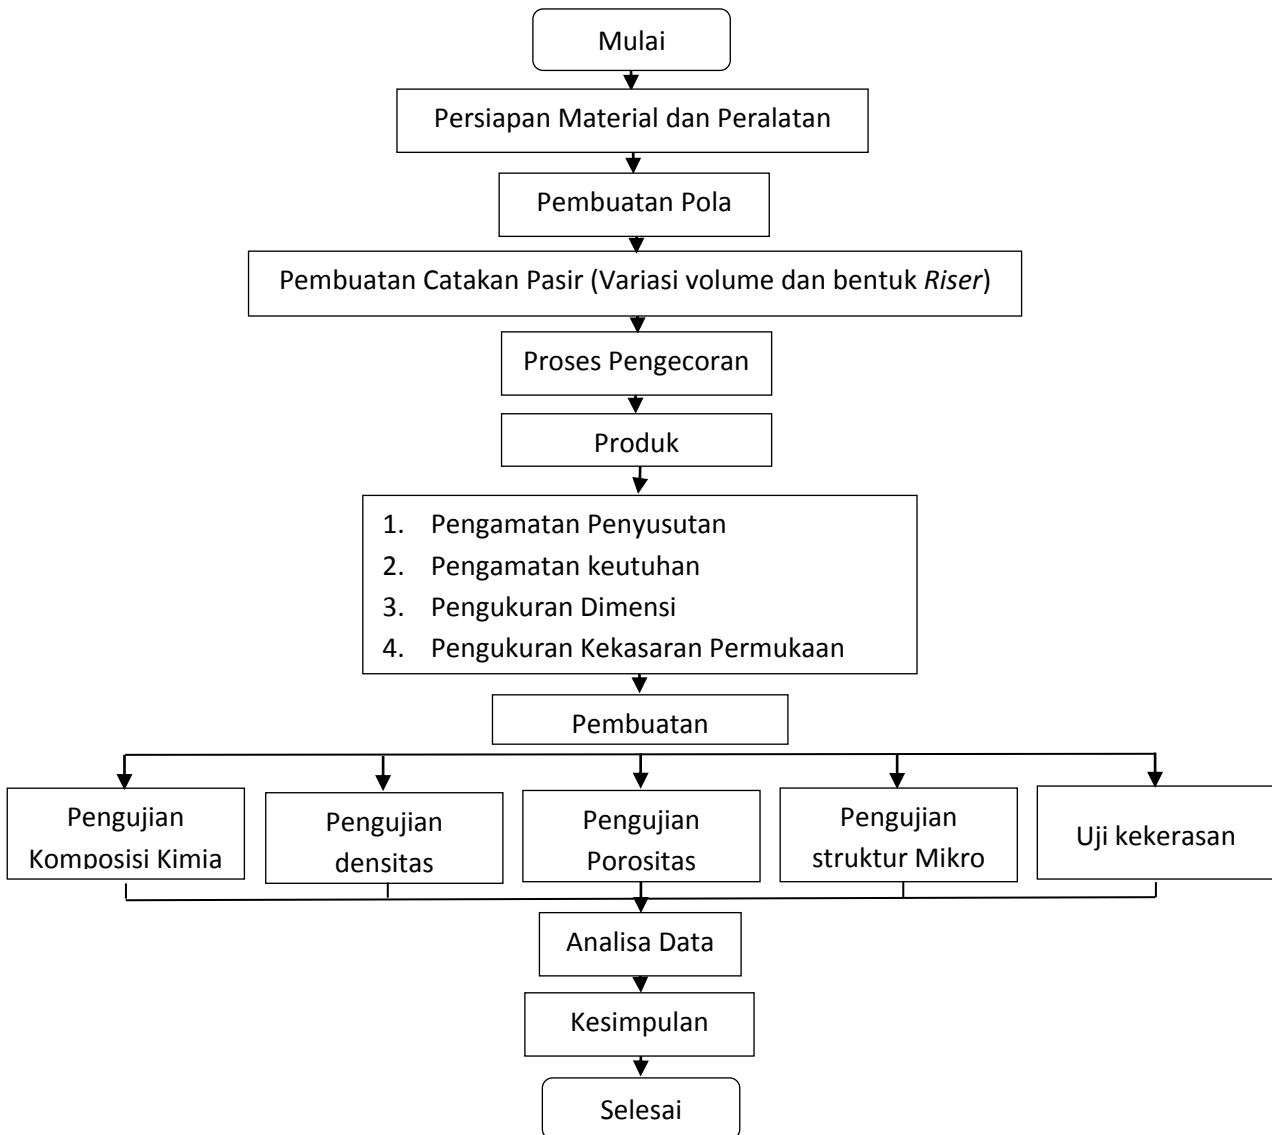 Mulai
Persiapan Material dan Peralatan
Pembuatan Pola
Pembuatan Catakan Pasir (Variasi volume dan bentuk Riser)
Proses Pengecoran
Produk
1. Pengamatan Penyusutan
2. Pengamatan keutuhan
3. Pengukuran Dimensi
4. Pengukuran Kekasaran Permukaan
Pembuatan
Pengujian
Komposisi Kimia
Pengujian
densitas
Pengujian
Porositas
Pengujian
struktur Mikro
Uji kekerasan
Analisa Data
Kesimpulan
Selesai